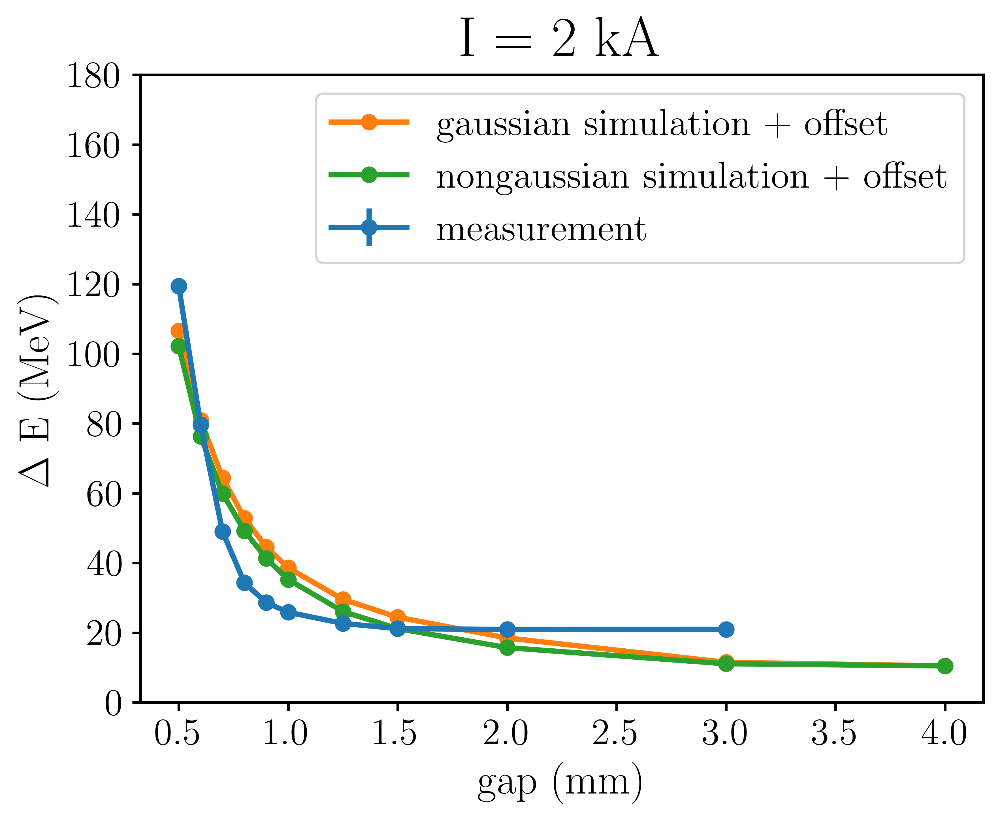 I = 2 kA
180
160
140
120
100
80
60
40
20
0
Δ E (MeV)
gaussian simulation + offset
nongaussian simulation + offset
measurement
0.5 1.0 1.5 2.0 2.5 3.0 3.5 4.0
gap (mm)